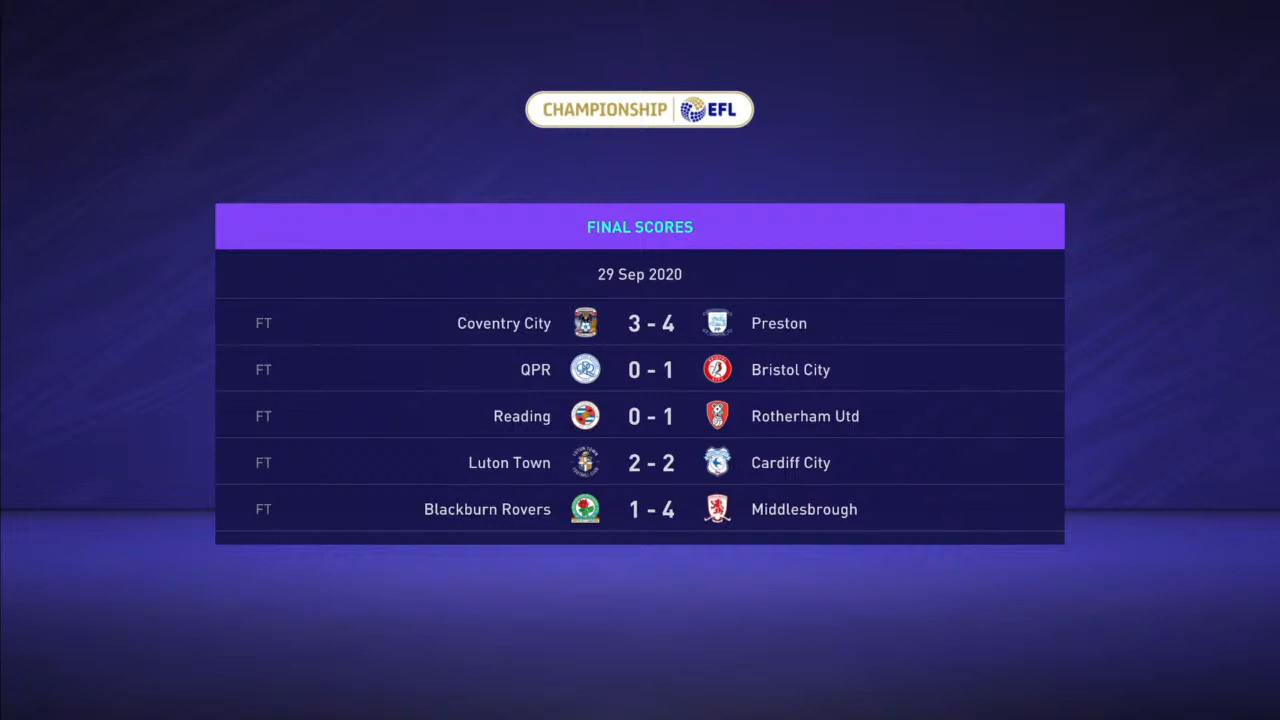 CHAMPIONSHIP EFL
FINAL SCORES
29 Sep 2020
FT Coventry City 3 - 4 Preston
FT QPR 0 - 1 Bristol City
FT Reading 0 - 1 Rotherham Utd
FT Luton Town 2 - 2 Cardiff City
FT Blackburn Rovers 1 - 4 Middlesbrough